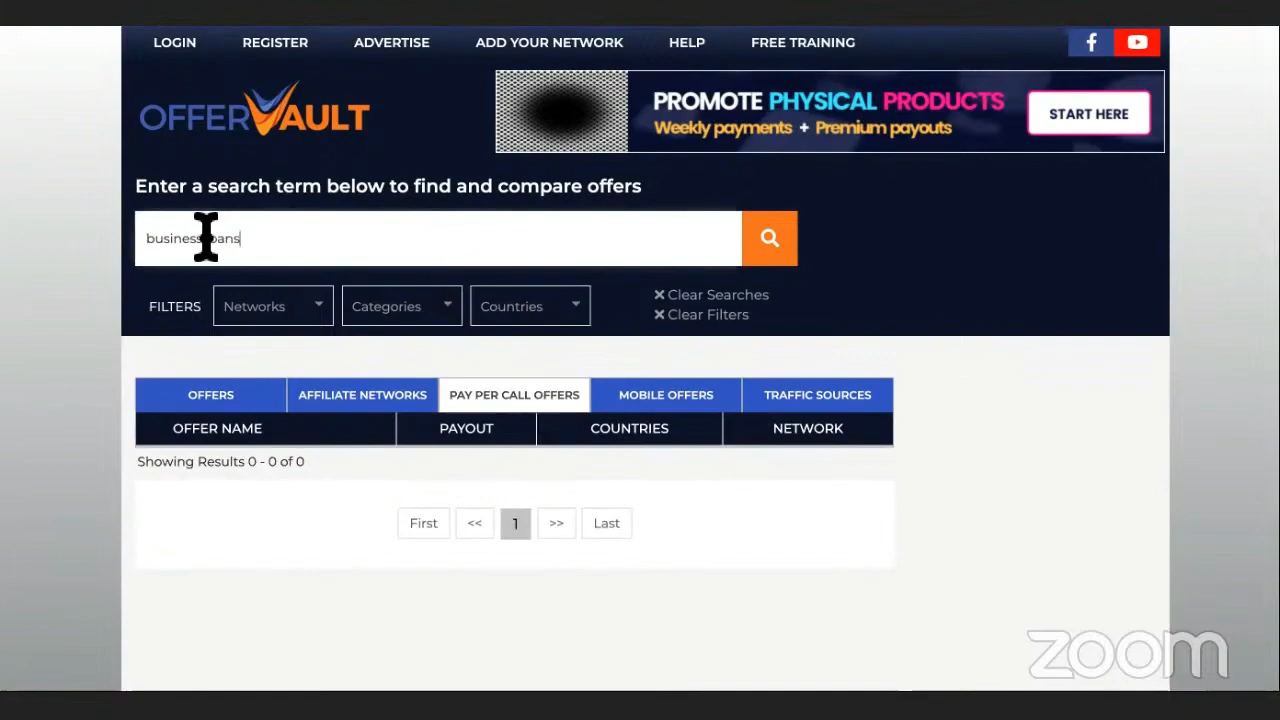 LOGIN REGISTER ADVERTISE ADD YOUR NETWORK HELP FREE TRAINING
OFFERVAULT
PROMOTE PHYSICAL PRODUCTS
Weekly payments + Premium payouts
START HERE
Enter a search term below to find and compare offers
business
FILTERS Networks Categories Countries
Clear Searches
Clear Filters
OFFERS AFFILIATE NETWORKS PAY PER CALL OFFERS MOBILE OFFERS TRAFFIC SOURCES
OFFER NAME PAYOUT COUNTRIES NETWORK
Showing Results 0 - 0 of 0
First << 1 >> Last
zoom